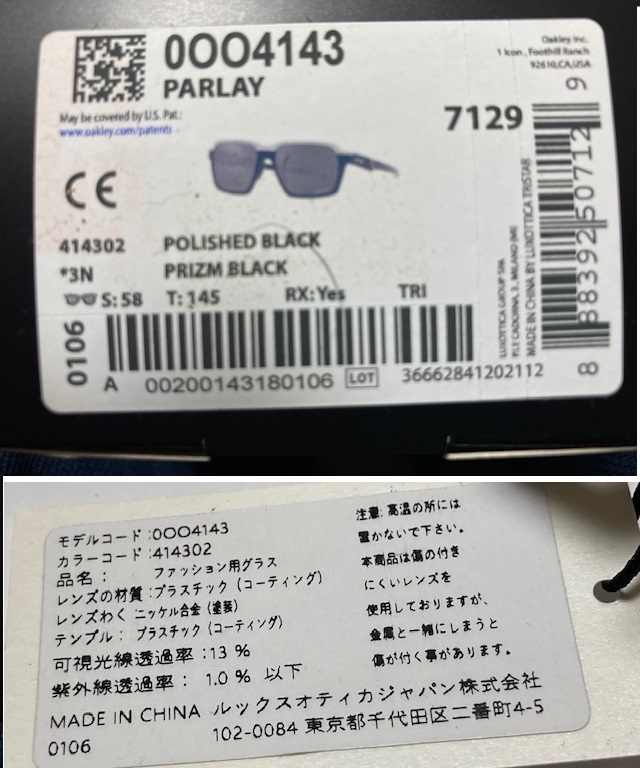 0OO4143
PARLAY
Oakley Inc.
1 Icon, Foothill Ranch
92610,CA,USA
May be covered by U.S. Pat.:
www.oakley.com/patents
7129
CE
414302 POLISHED BLACK
*3N PRIZM BLACK
S: 58 T: 145 RX: Yes TRI
0106
A 00200143180106 LOT 36662841202112
LUXOTTICA GROUP SPA
P.LE CADORNA, 3, MILANO (MI)
MADE IN CHINA BY LUXOTTICA TRISTAR
8 883925 07129
モデルコード :0OO4143
カラーコード :414302
品名 : ファッション用グラス
レンズの材質 :プラスチック (コーティング)
レンズわく ニッケル合金 (塗装)
テンプル : プラスチック (コーティング)
可視光線透過率 :13 %
紫外線透過率 : 1.0 % 以下
MADE IN CHINA ルックスオティカジャパン株式会社
0106 102-0084 東京都千代田区二番町4-5
注意: 高温の所には
置かないで下さい。
本商品は傷の付き
にくいレンズを
使用しておりますが、
金属と一緒にしまうと
傷が付く事があります。